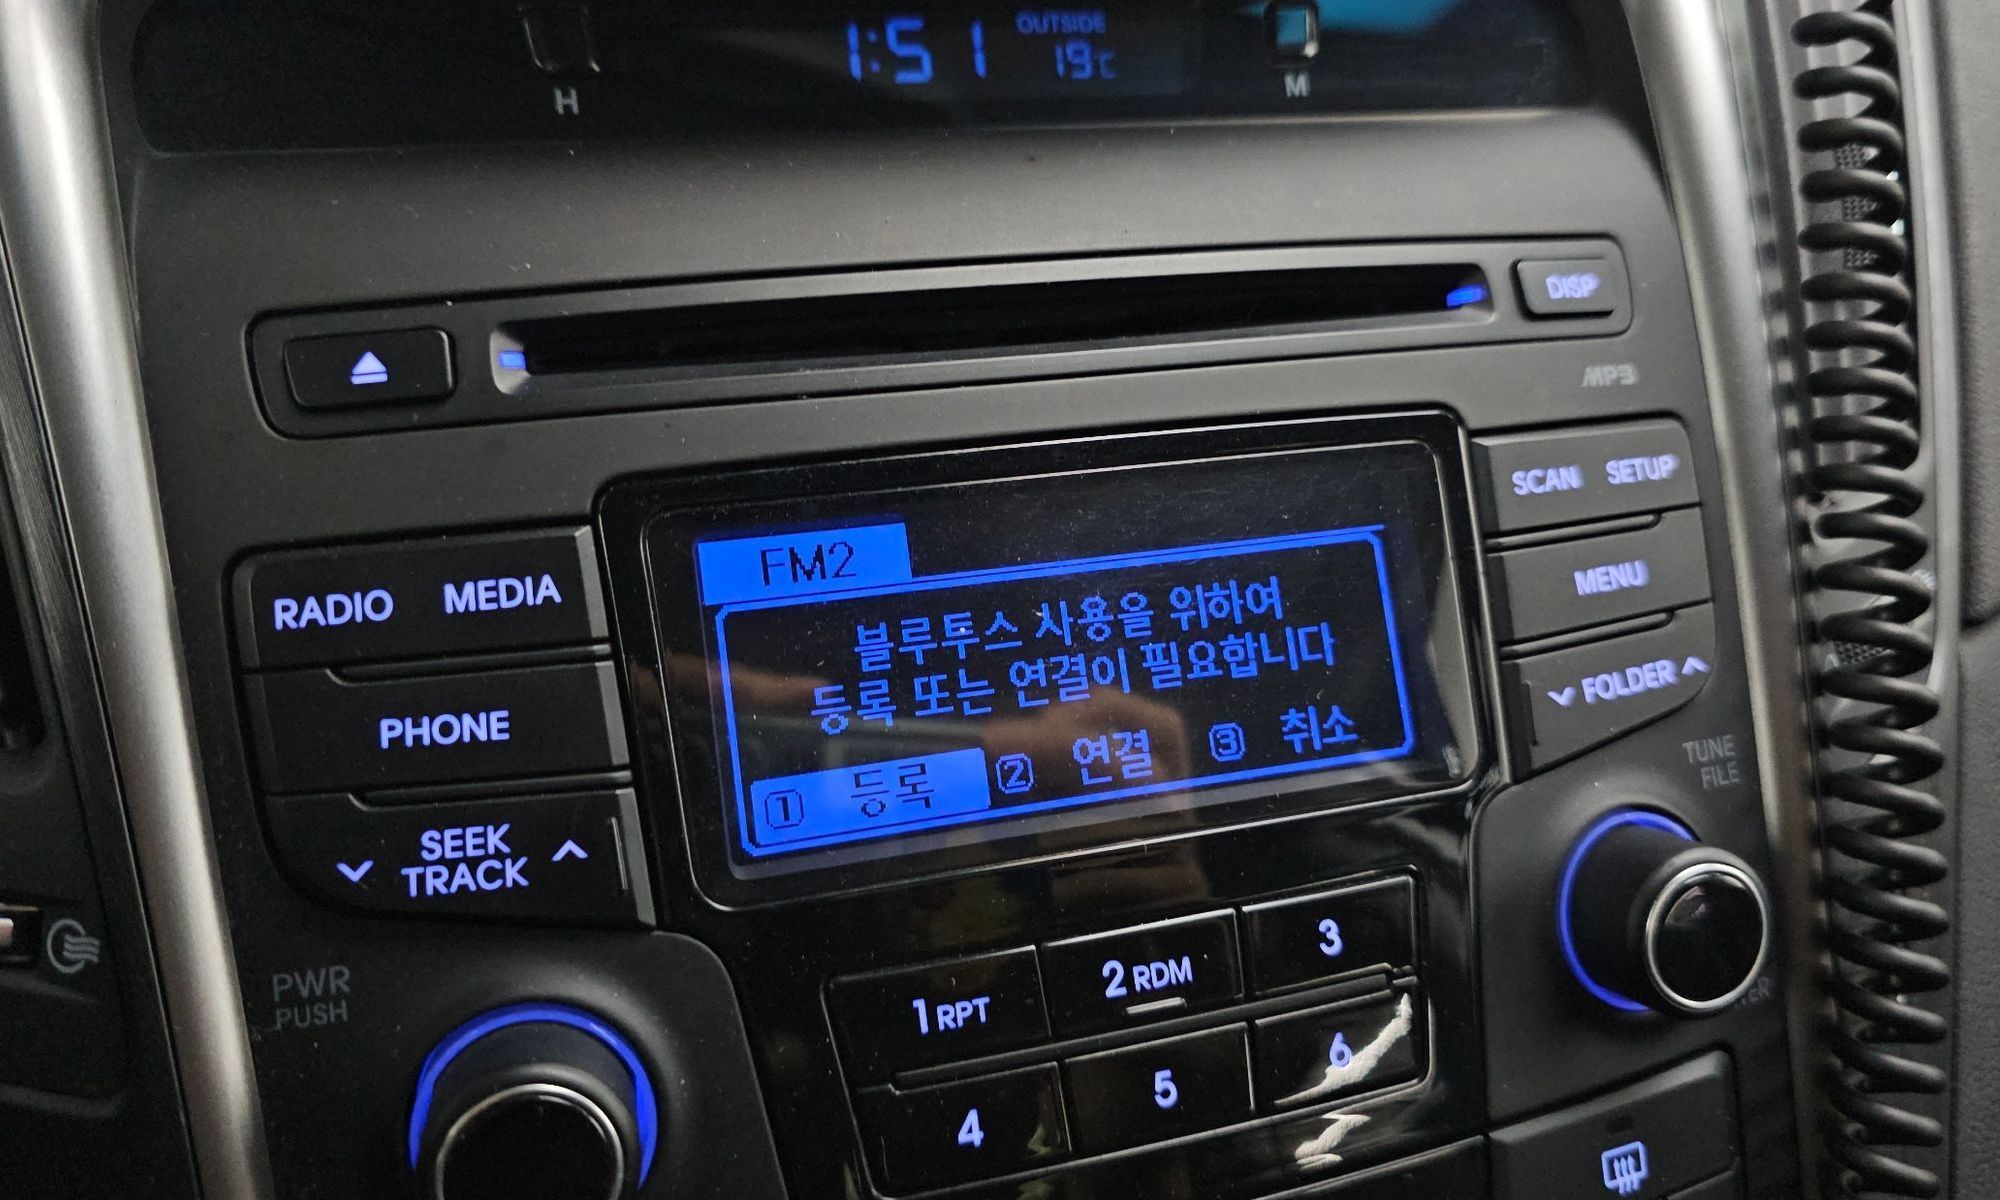 1:51 OUTSIDE 19℃
H
M
DISP
MP3
SCAN SETUP
MENU
FOLDER
TUNE
FILE
RADIO MEDIA
PHONE
SEEK
TRACK
PWR
PUSH
FM2
블루투스 사용을 위하여
등록 또는 연결이 필요합니다
1 등록 2 연결 3 취소
1 RPT 2 RDM 3
4 5 6